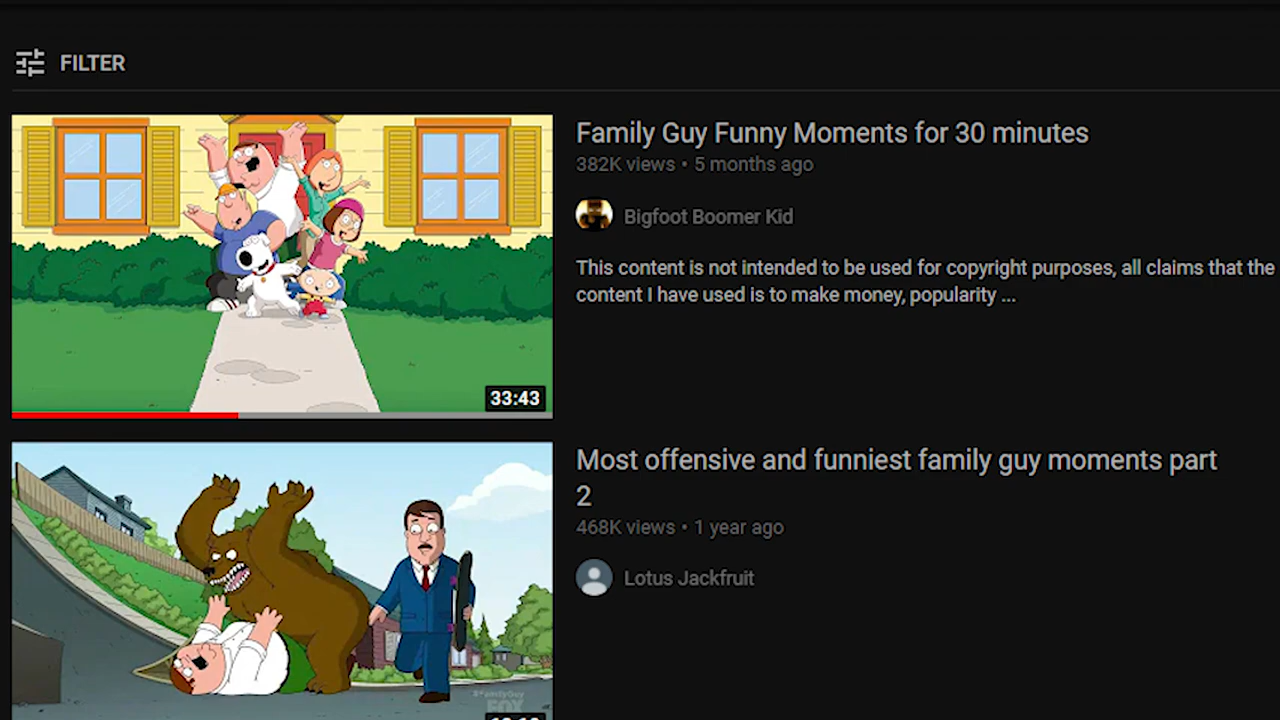 FILTER
33:43
Family Guy Funny Moments for 30 minutes
382K views • 5 months ago
Bigfoot Boomer Kid
This content is not intended to be used for copyright purposes, all claims that the
content I have used is to make money, popularity ...
Most offensive and funniest family guy moments part
2
468K views • 1 year ago
Lotus Jackfruit
#FamilyGuy
FOX